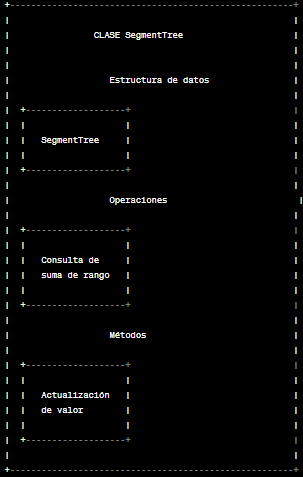 CLASE SegmentTree
Estructura de datos
SegmentTree
Operaciones
Consulta de
suma de rango
Métodos
Actualización
de valor